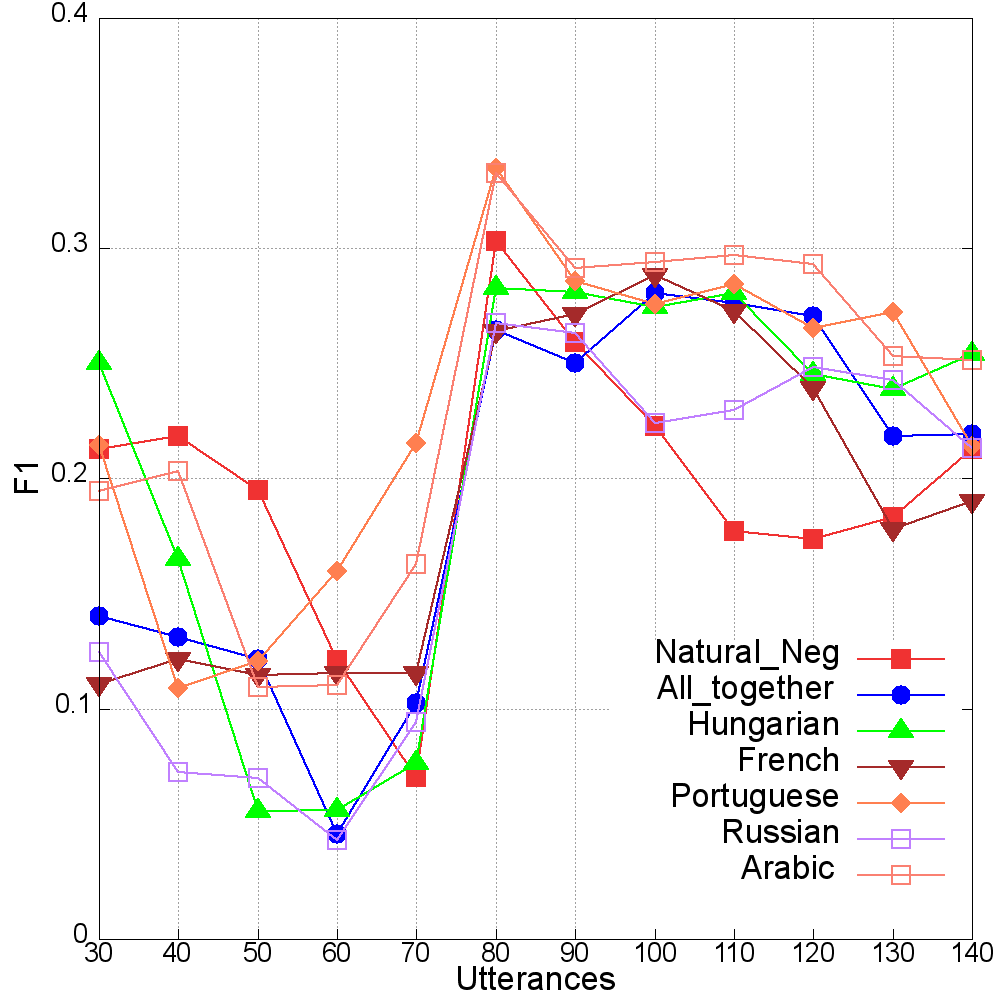 0.4
0.3
0.2
0.1
0
F1
Natural_Neg
All_together
Hungarian
French
Portuguese
Russian
Arabic
30 40 50 60 70 80 90 100 110 120 130 140
Utterances